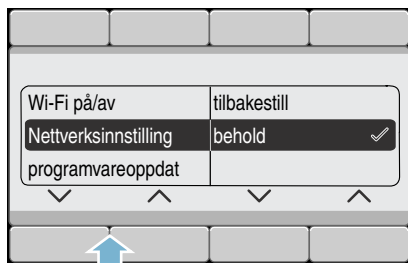 Wi-Fi på/av tilbakestill
Nettverksinnstilling behold
programvareoppdat